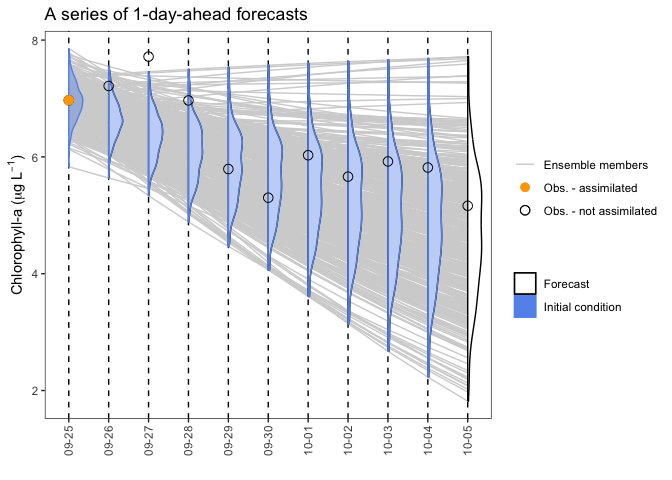 A series of 1-day-ahead forecasts
Chlorophyll-a (μg L⁻¹)
8
6
4
2
09-25
09-26
09-27
09-28
09-29
09-30
10-01
10-02
10-03
10-04
10-05
Ensemble members
Obs. - assimilated
Obs. - not assimilated
Forecast
Initial condition